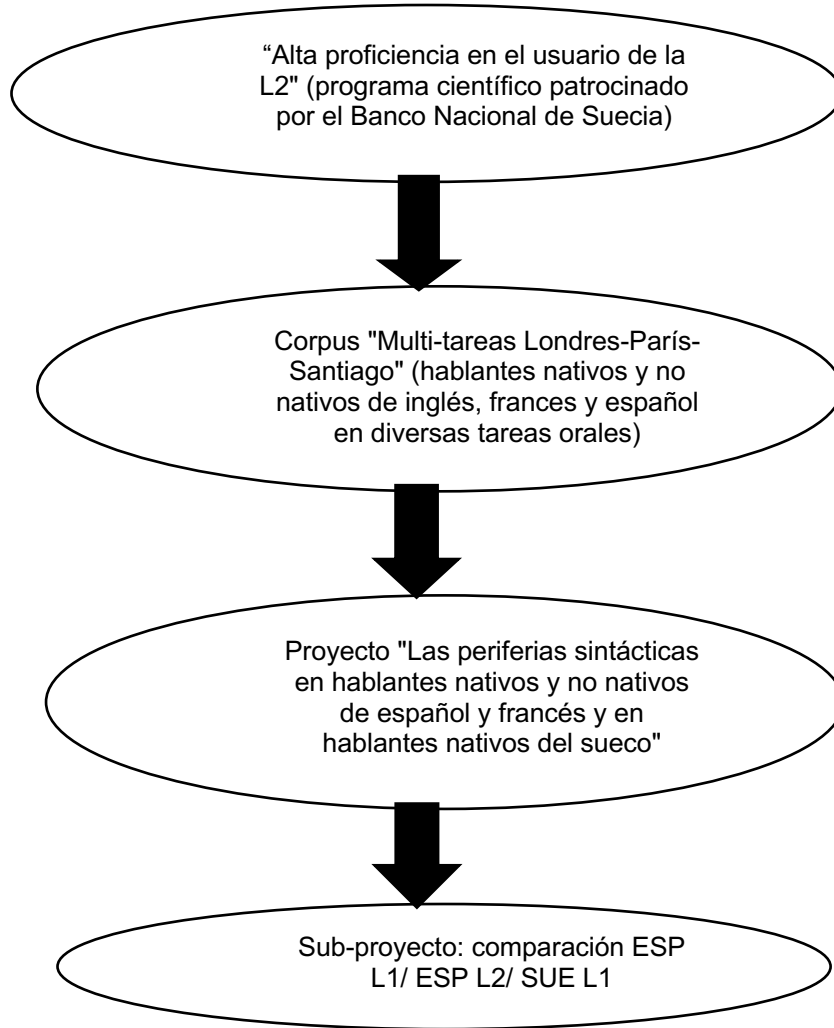 “Alta proficiencia en el usuario de la
L2" (programa científico patrocinado
por el Banco Nacional de Suecia)
Corpus "Multi-tareas Londres-París-
Santiago" (hablantes nativos y no
nativos de inglés, frances y español
en diversas tareas orales)
Proyecto "Las periferias sintácticas
en hablantes nativos y no nativos
de español y francés y en
hablantes nativos del sueco"
Sub-proyecto: comparación ESP
L1/ ESP L2/ SUE L1